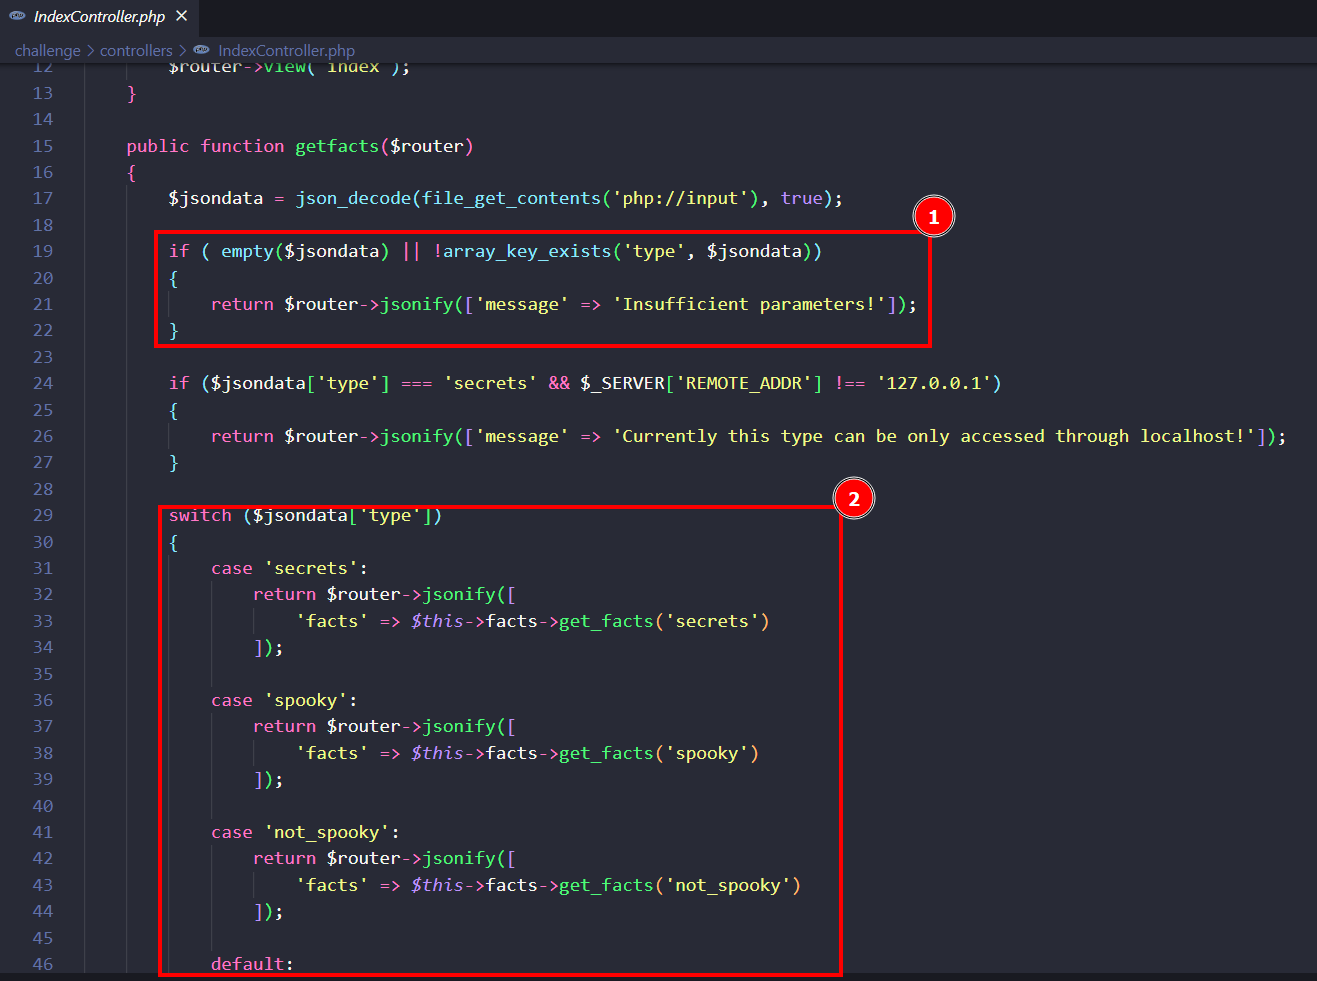 IndexController.php ×
challenge > controllers > IndexController.php
12 $router->view('index');
13 }
14
15 public function getfacts($router)
16 {
17 $jsondata = json_decode(file_get_contents('php://input'), true);
18
1
19 if ( empty($jsondata) || !array_key_exists('type', $jsondata))
20 {
21 return $router->jsonify(['message' => 'Insufficient parameters!']);
22 }
23
24 if ($jsondata['type'] === 'secrets' && $_SERVER['REMOTE_ADDR'] !== '127.0.0.1')
25 {
26 return $router->jsonify(['message' => 'Currently this type can be only accessed through localhost!']);
27 }
28
2
29 switch ($jsondata['type'])
30 {
31 case 'secrets':
32 return $router->jsonify([
33 'facts' => $this->facts->get_facts('secrets')
34 ]);
35
36 case 'spooky':
37 return $router->jsonify([
38 'facts' => $this->facts->get_facts('spooky')
39 ]);
40
41 case 'not_spooky':
42 return $router->jsonify([
43 'facts' => $this->facts->get_facts('not_spooky')
44 ]);
45
46 default: